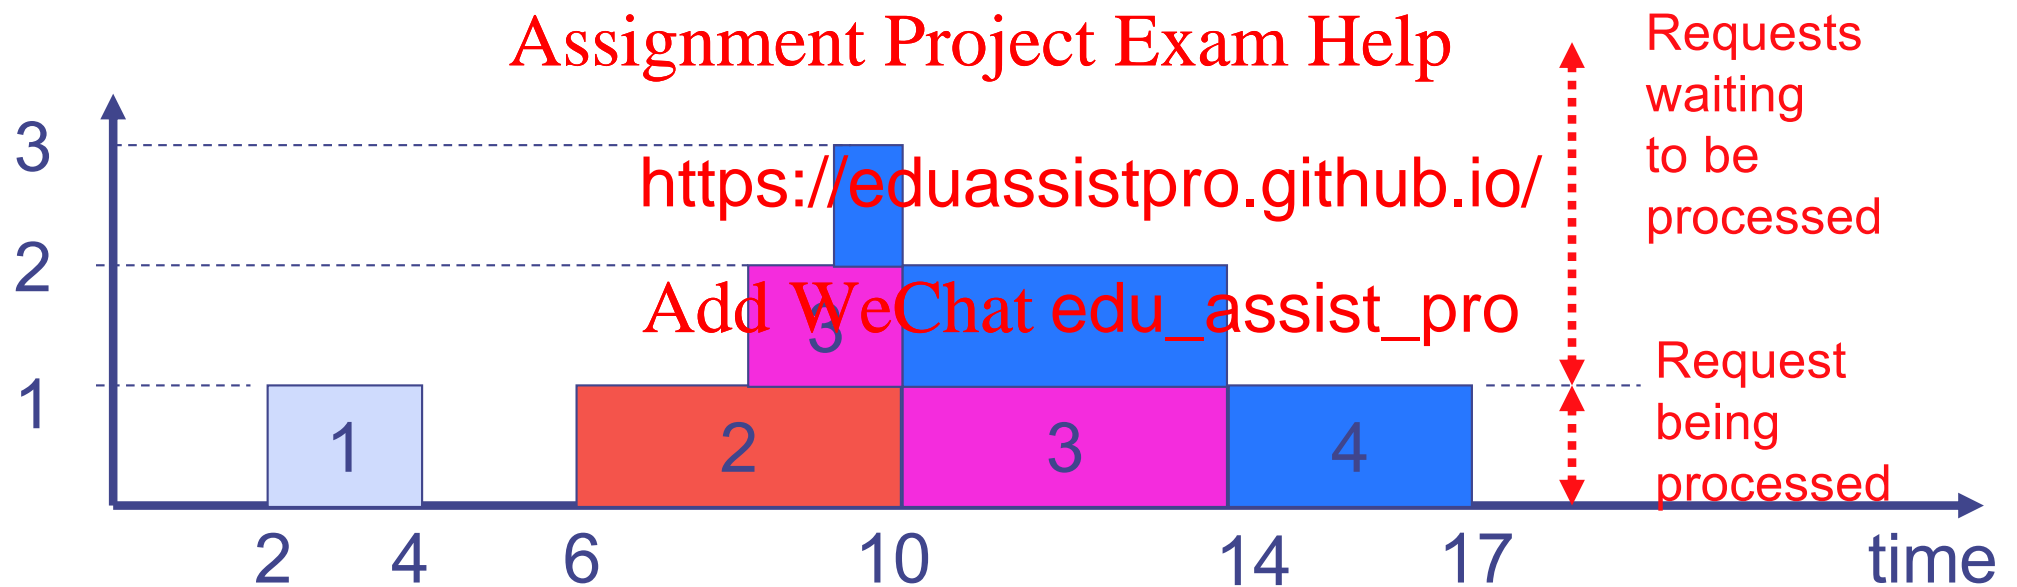 Assignment Project Exam Help
Requests
waiting
to be
processed
3
https://eduassistpro.github.io/
2
Add WeChat edu_assist_pro
3
Request
being
processed
1
1
2
3
4
2
4
6
10
14
17
time